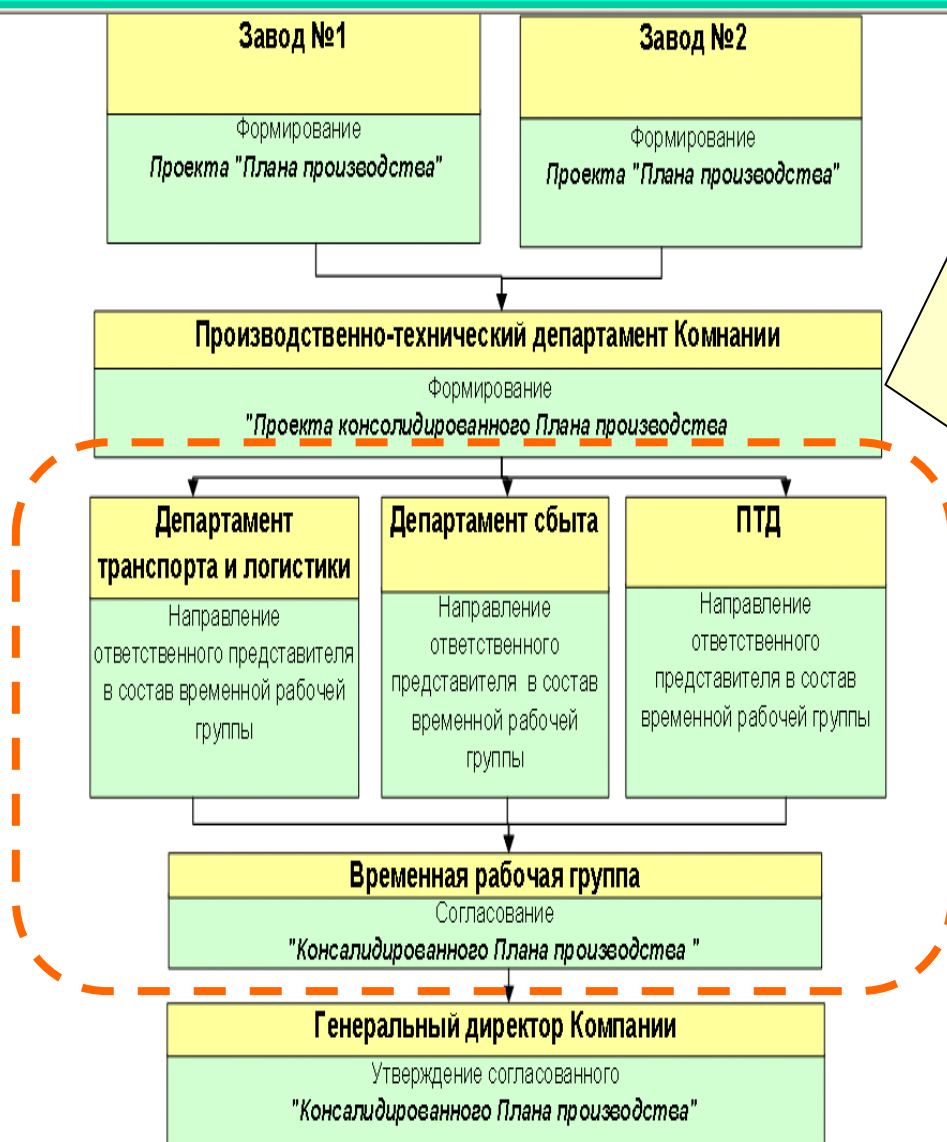 Завод №1
Формирование
Проекта "Плана производства"
Завод №2
Формирование
Проекта "Плана производства"
Производственно-технический департамент Комнании
Формирование
"Проекта консолидированного Плана производства
Департамент
транспорта и логистики
Направление
ответственного представителя
в состав временной рабочей
группы
Департамент сбыта
Направление
ответственного
представителя в состав
временной рабочей
группы
ПТД
Направление
ответственного
представителя в состав
временной рабочей группы
Временная рабочая группа
Согласование
"Консалидированного Плана производства "
Генеральный директор Компании
Утверждение согласованного
"Консалидированного Плана производства"